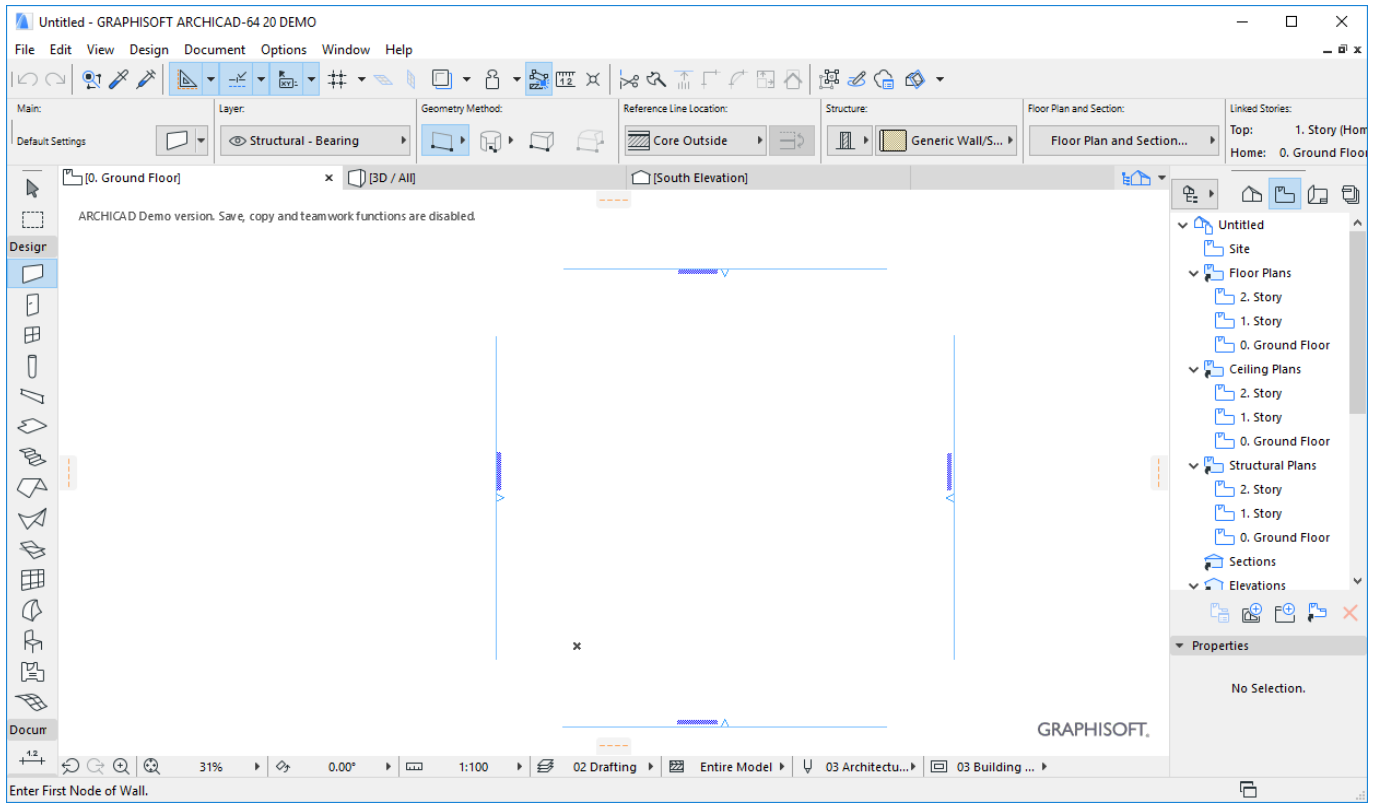 Untitled - GRAPHISOFT ARCHICAD-64 20 DEMO
File Edit View Design Document Options Window Help
Main: Layer: Geometry Method: Reference Line Location: Structure: Floor Plan and Section: Linked Stories:
Default Settings Structural - Bearing Core Outside Generic Wall/S... Floor Plan and Section... Top: 1. Story (Hom
Home: 0. Ground Floo
[0. Ground Floor] [3D / All] [South Elevation]
ARCHICAD Demo version. Save, copy and teamwork functions are disabled.
Design
Untitled
Site
Floor Plans
2. Story
1. Story
0. Ground Floor
Ceiling Plans
2. Story
1. Story
0. Ground Floor
Structural Plans
2. Story
1. Story
0. Ground Floor
Sections
Elevations
Properties
No Selection.
GRAPHISOFT.
Docum
1.2
31% 0.00° 1:100 02 Drafting Entire Model 03 Architectu... 03 Building ...
Enter First Node of Wall.